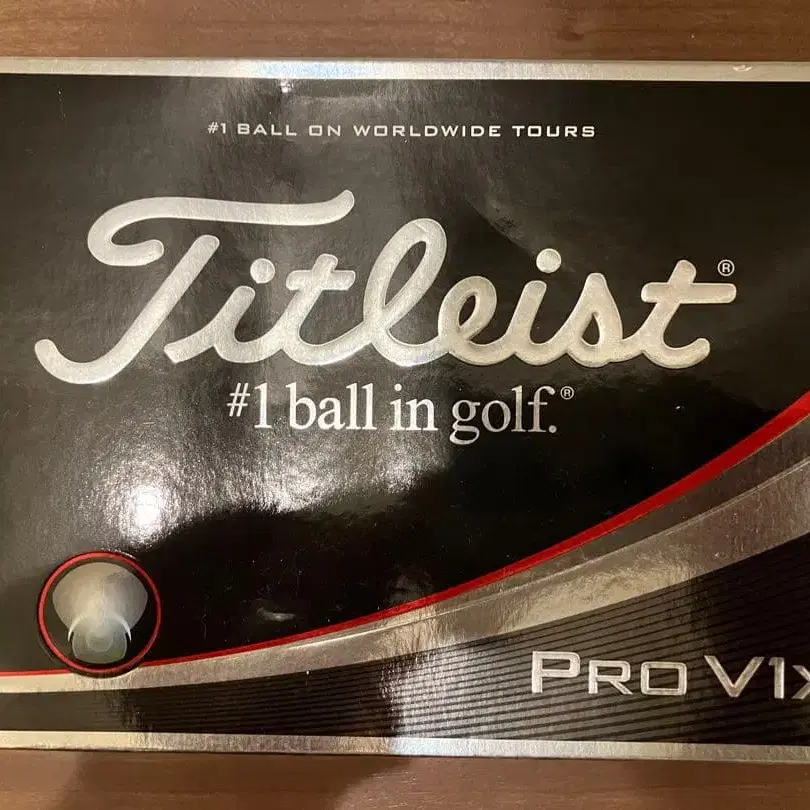 #1 BALL ON WORLDWIDE TOURS
Titleist®
#1 ball in golf.®
PRO V1x